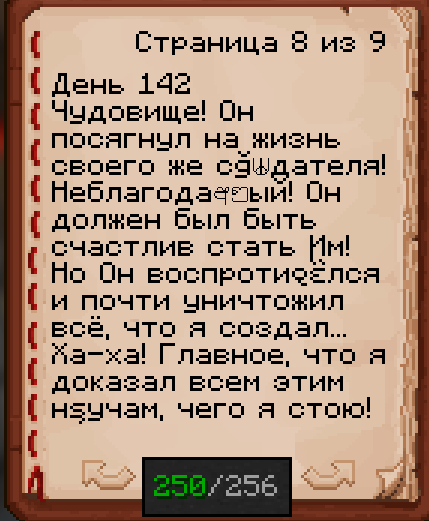 Страница 8 из 9
День 142
Чудовище! Он
посягнул на жизнь
своего же
Он
должен был быть
счастлив стать
Но Он
и почти уничтожил
всё, что я создал...
Ха-ха! Главное, что я
доказал всем этим
чего я стою!
250/256